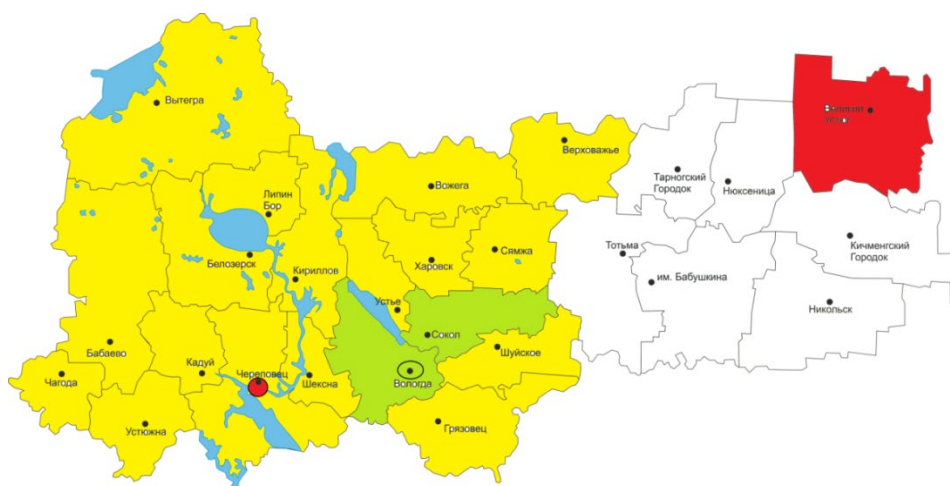 Вытегра
Верховажье
Тарногский
Городок
Нюксеница
Вожега
Липин
Бор
Белозерск
Кириллов
Харовск
Сямжа
Тотьма
им. Бабушкина
Кичменгский
Городок
Никольск
Устье
Сокол
Шуйское
Бабаево
Кадуй
Чагода
Череповец
Шексна
Вологда
Устюжна
Грязовец